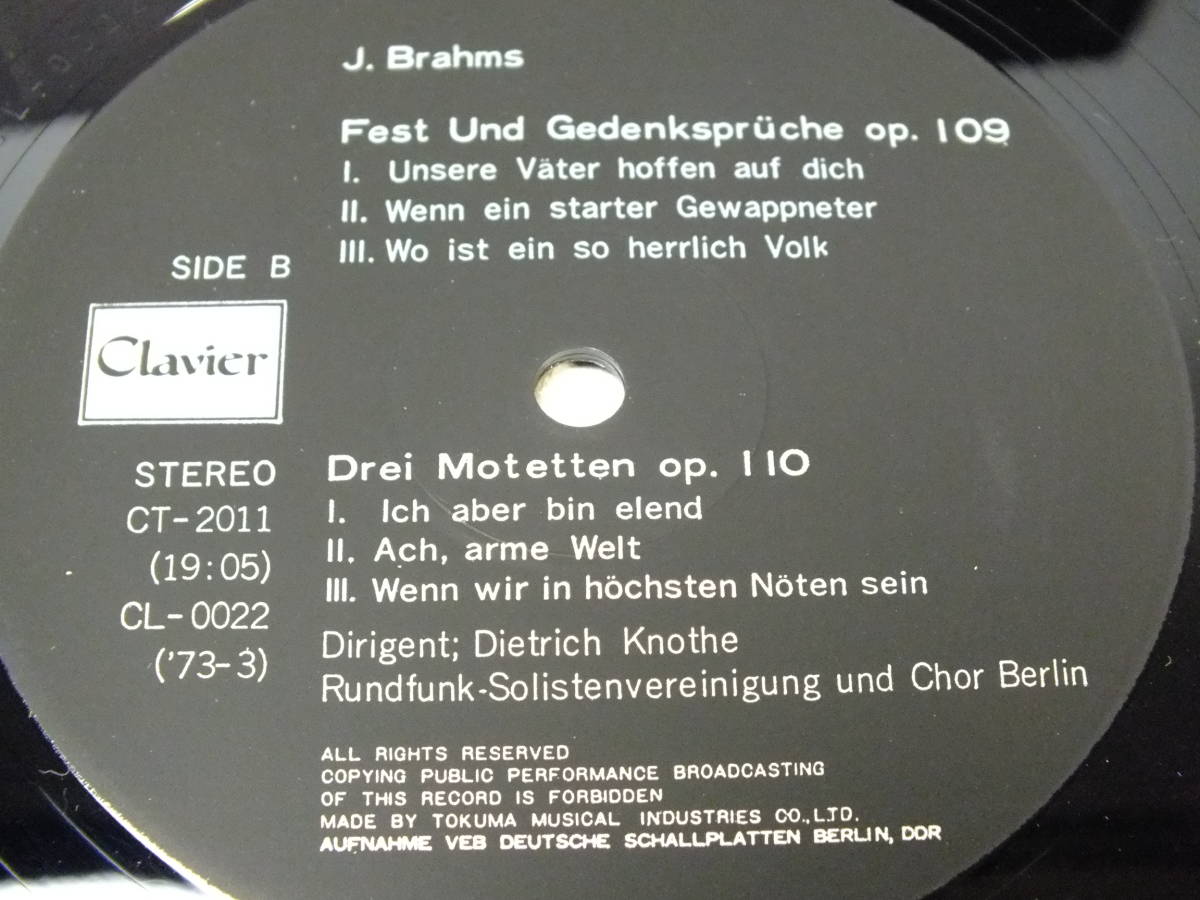 J. Brahms
Fest Und Gedenksprüche op. 109
I. Unsere Väter hoffen auf dich
II. Wenn ein starter Gewappneter
III. Wo ist ein so herrlich Volk
SIDE B
Clavier
STEREO
CT-2011
(19:05)
CL-0022
('73-3)
Drei Motetten op. 110
I. Ich aber bin elend
II. Ach, arme Welt
III. Wenn wir in höchsten Nöten sein
Dirigent; Dietrich Knothe
Rundfunk-Solistenvereinigung und Chor Berlin
ALL RIGHTS RESERVED
COPYING PUBLIC PERFORMANCE BROADCASTING
OF THIS RECORD IS FORBIDDEN
MADE BY TOKUMA MUSICAL INDUSTRIES CO.,LTD.
AUFNAHME VEB DEUTSCHE SCHALLPLATTEN BERLIN, DDR